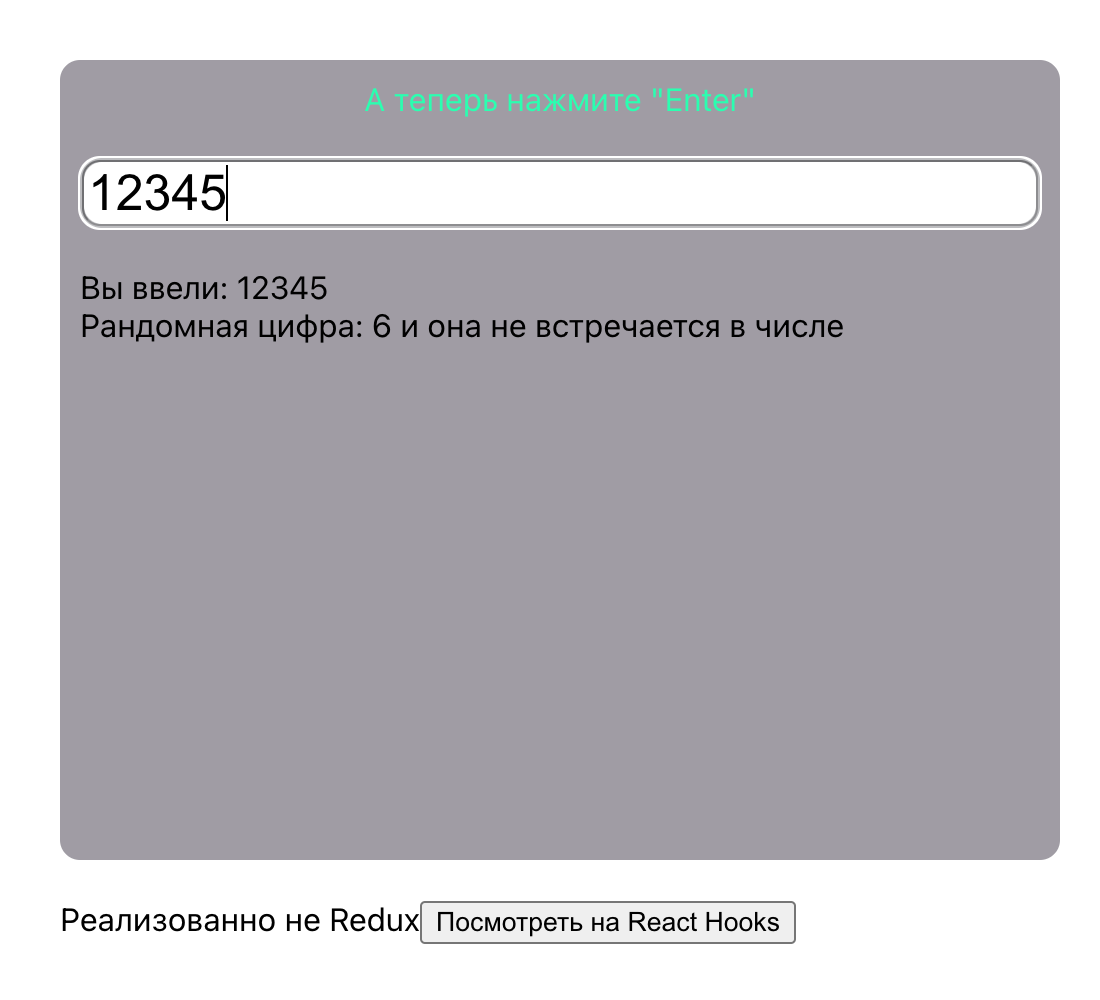 А теперь нажмите "Enter"
12345
Вы ввели: 12345
Рандомная цифра: 6 и она не встречается в числе
Реализованно не Redux Посмотреть на React Hooks